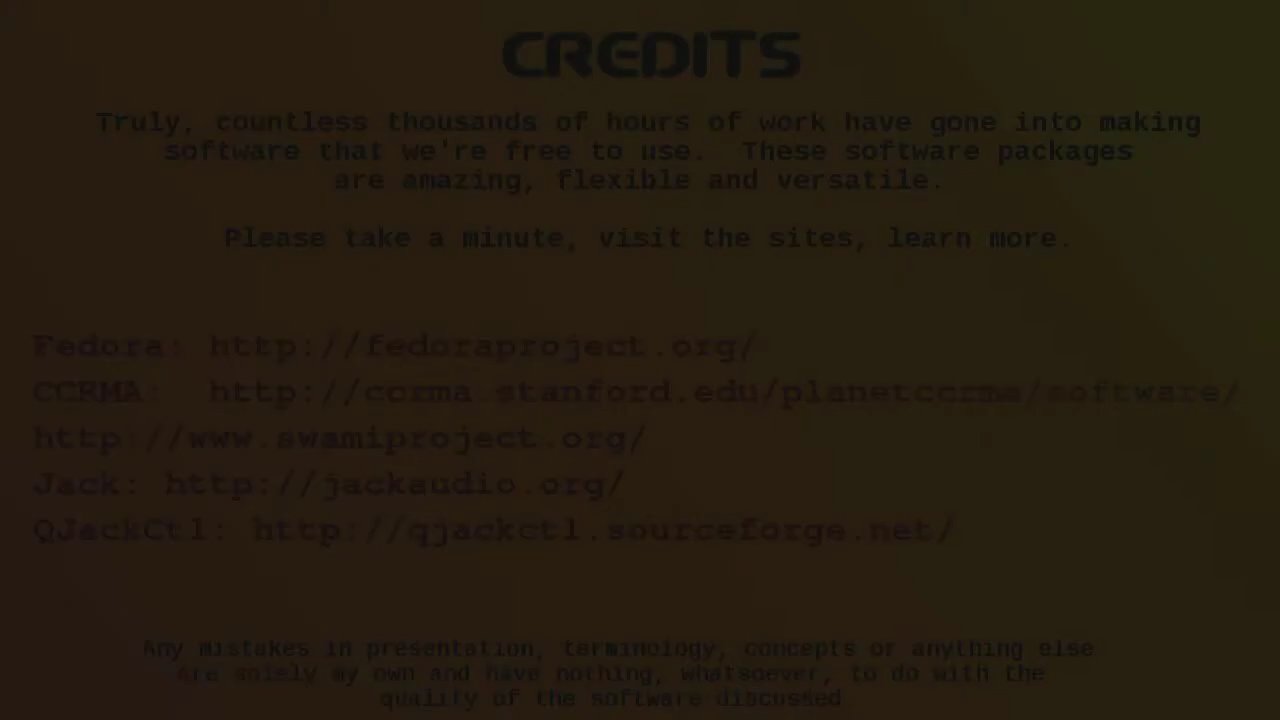 CREDITS
Truly, countless thousands of hours of work have gone into making
software that we're free to use.  These software packages
are amazing, flexible and versatile.
Please take a minute, visit the sites, learn more.
Fedora: http://fedoraproject.org/
CCRMA:  http://ccrma.stanford.edu/planetccrma/software/
http://www.swamiproject.org/
Jack: http://jackaudio.org/
QJackCtl: http://qjackctl.sourceforge.net/
Any mistakes in presentation, terminology, concepts or anything else
are solely my own and have nothing, whatsoever, to do with the
quality of the software discussed